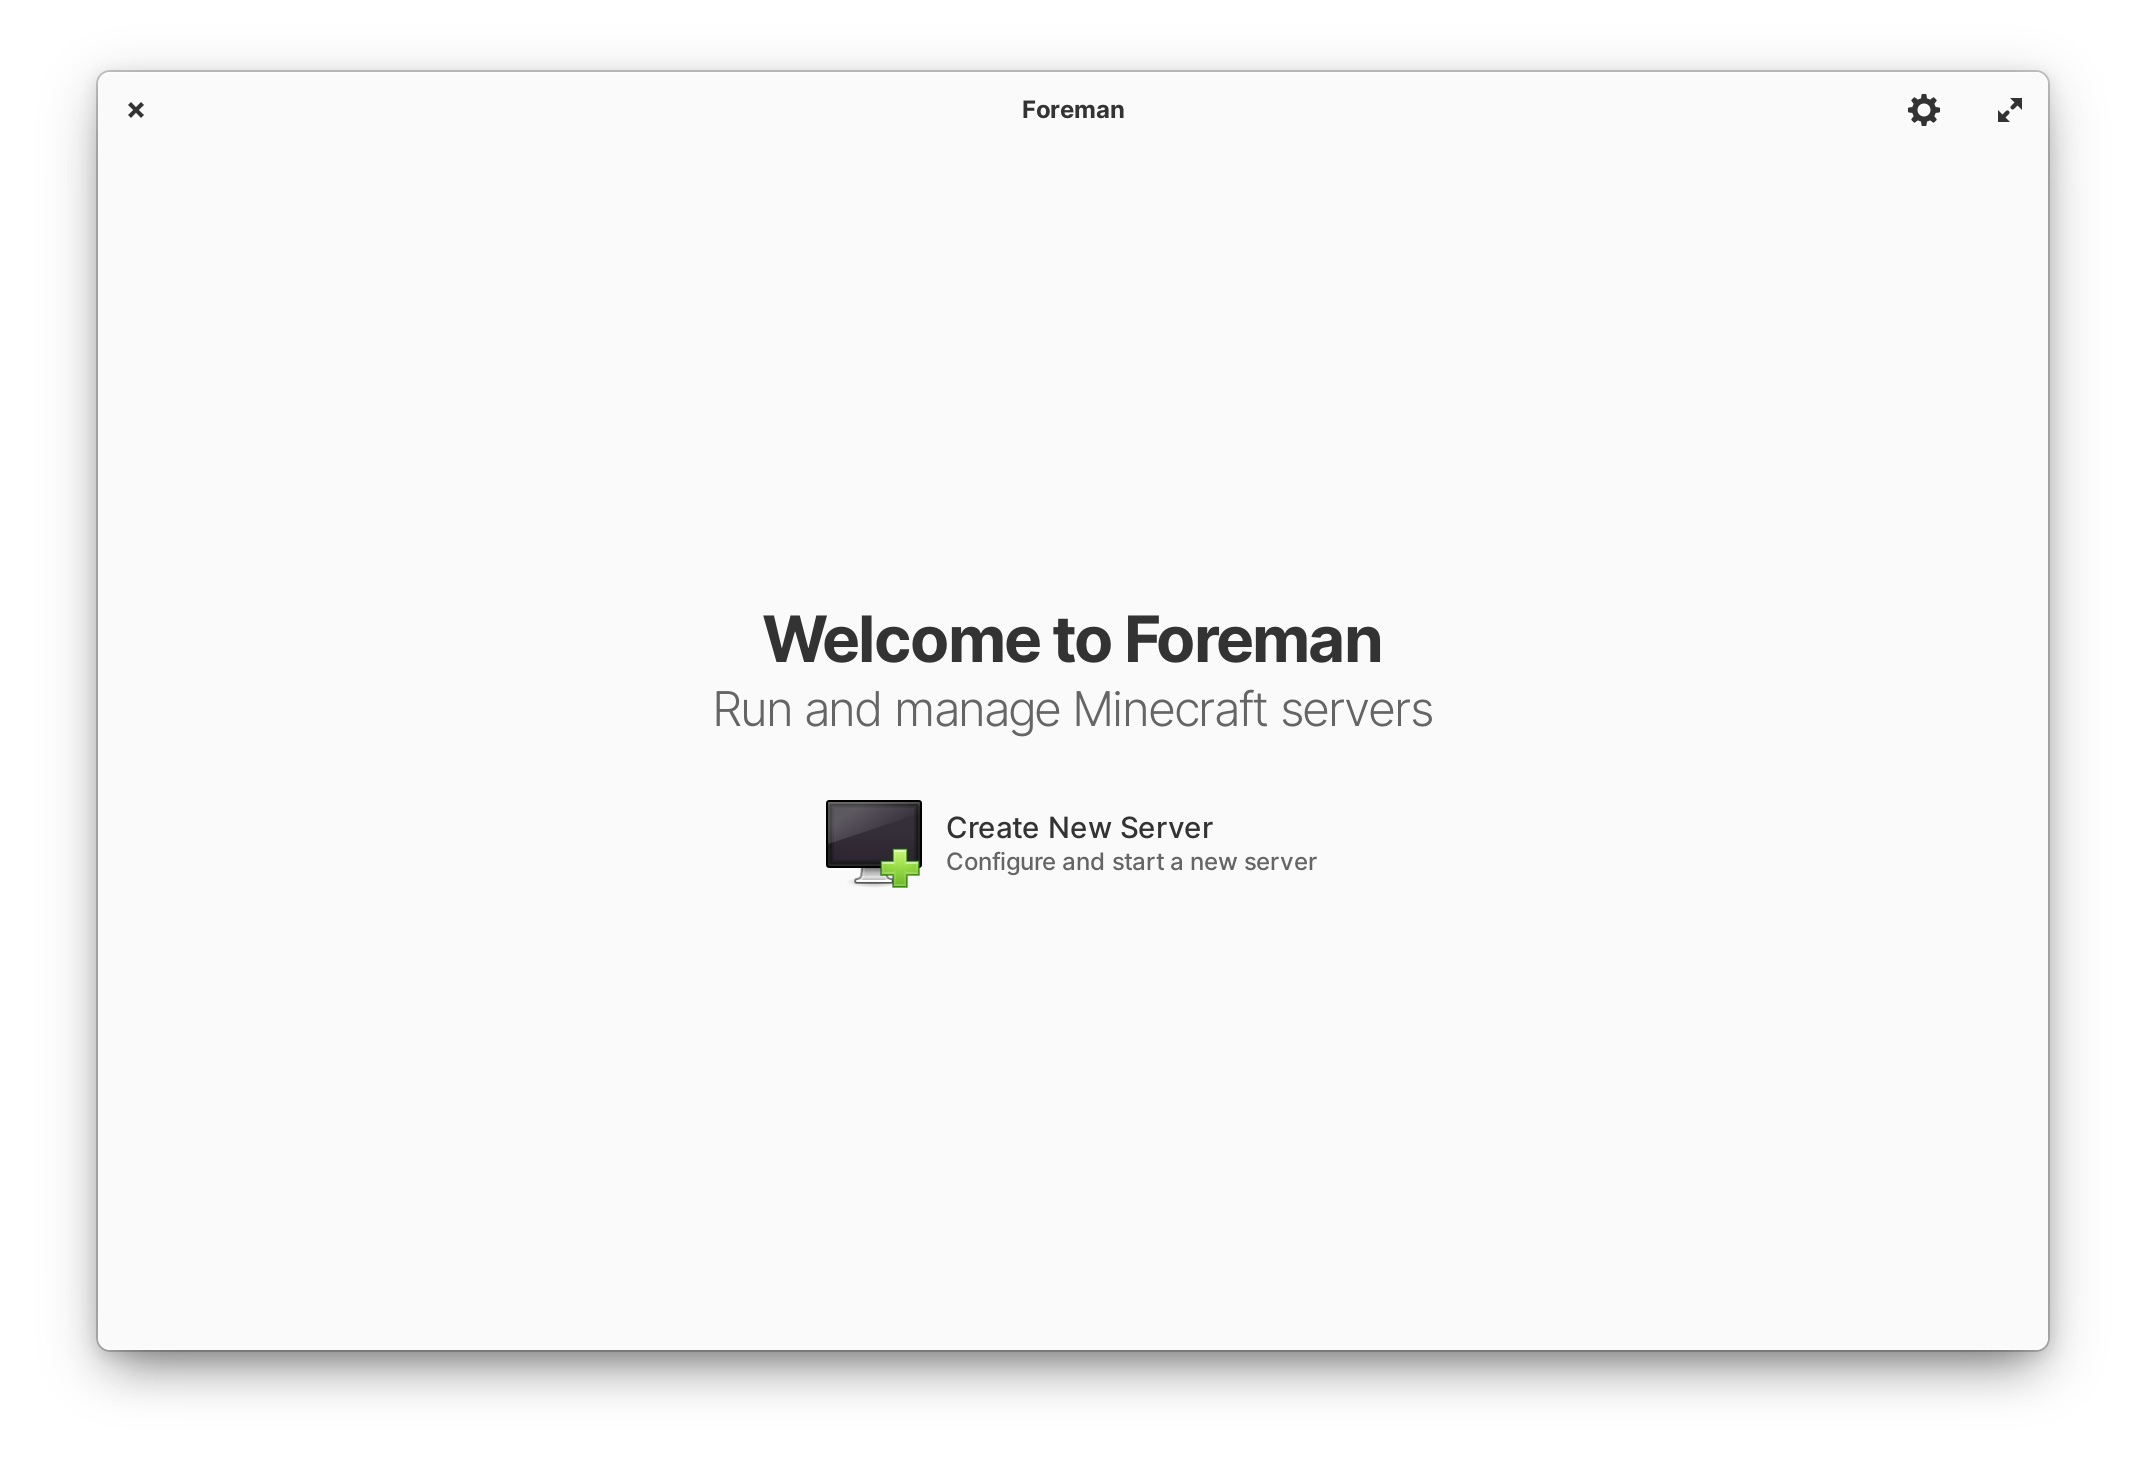 Foreman
Welcome to Foreman
Run and manage Minecraft servers
Create New Server
Configure and start a new server